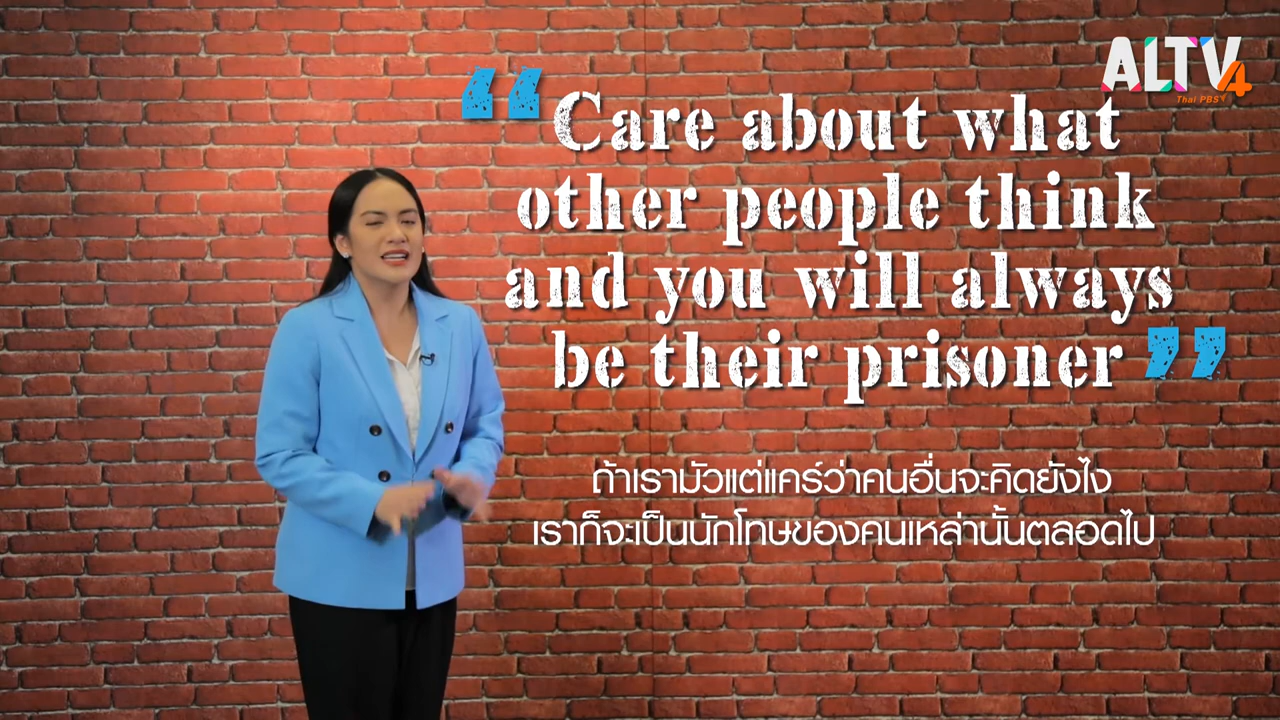 ALTV4
Thai PBS
“Care about what
other people think
and you will always
be their prisoner”
ถ้าเรามัวแต่แคร์ว่าคนอื่นจะคิดยังไง
เราก็จะเป็นนักโทษของคนเหล่านั้นตลอดไป